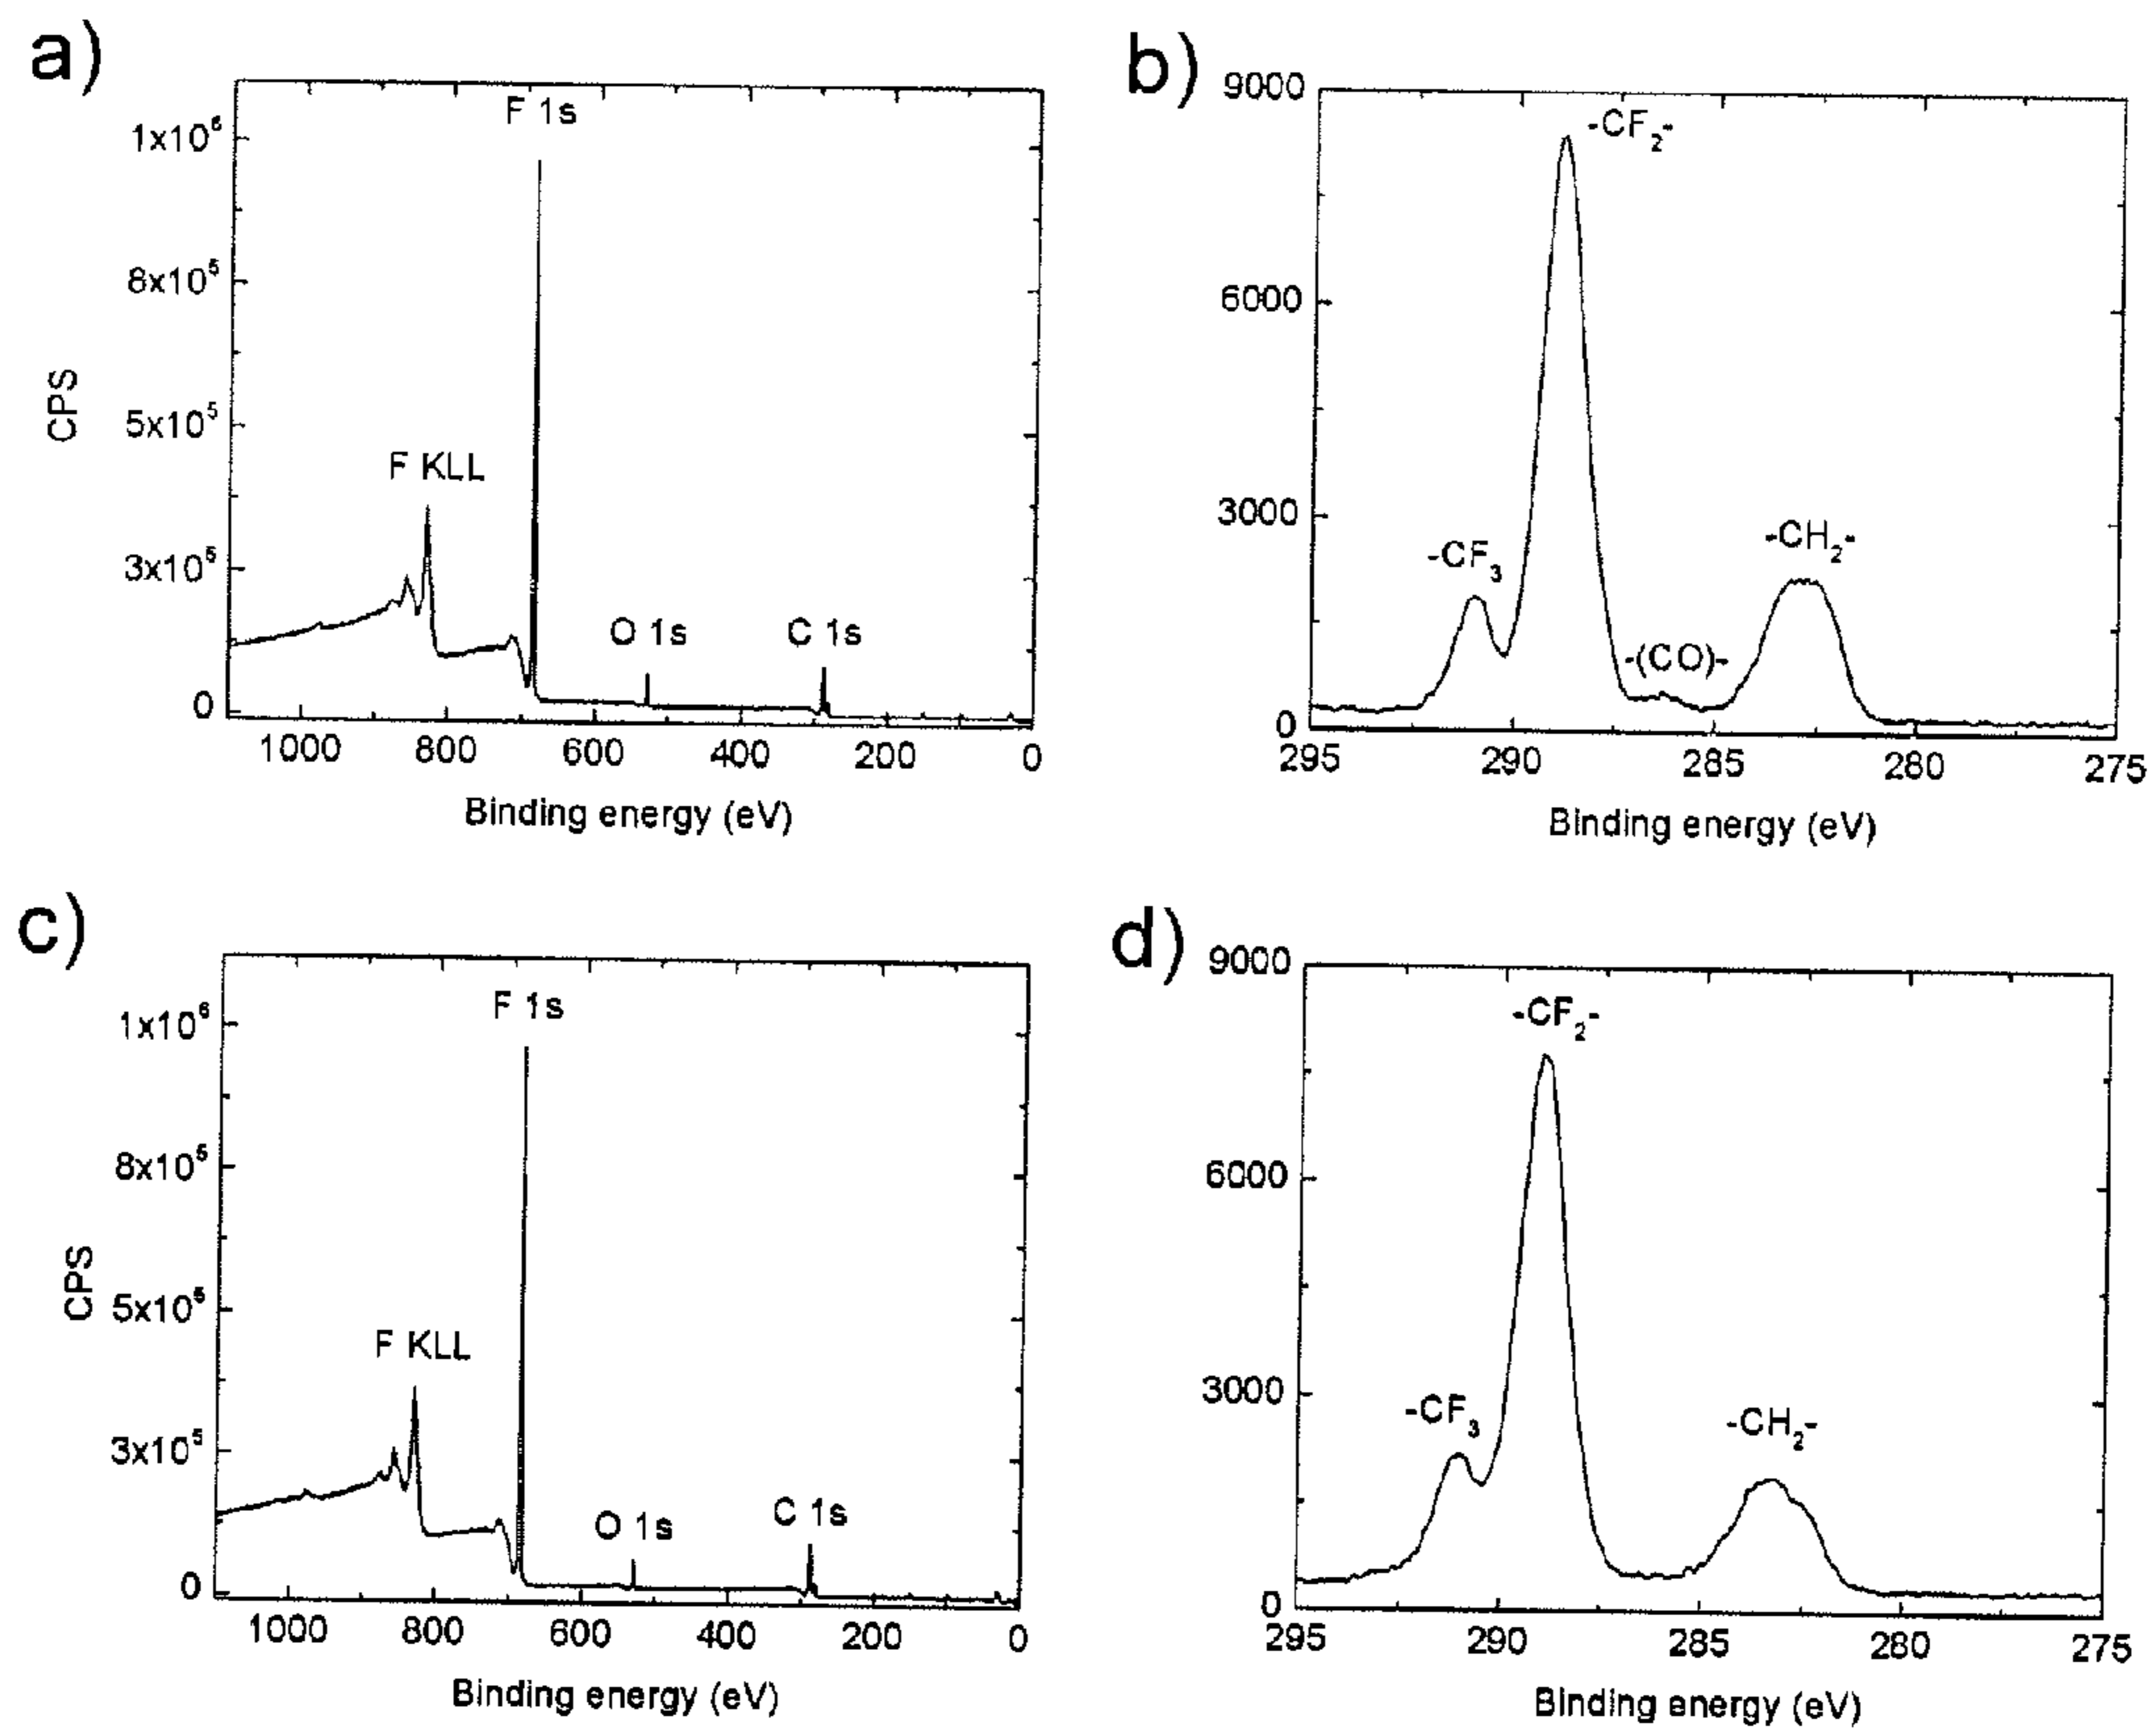 a)
F 1s
1x10⁶
8x10⁵
5x10⁵
3x10⁵
0
CPS
F KLL
O 1s
C 1s
1000 800 600 400 200 0
Binding energy (eV)
b)
9000
6000
3000
0
-CF₂-
-CF₃
-(CO)-
-CH₂-
295 290 285 280 275
Binding energy (eV)
c)
F 1s
1x10⁶
8x10⁵
5x10⁵
3x10⁵
0
CPS
F KLL
O 1s
C 1s
1000 800 600 400 200 0
Binding energy (eV)
d)
9000
6000
3000
0
-CF₂-
-CF₃
-CH₂-
295 290 285 280 275
Binding energy (eV)